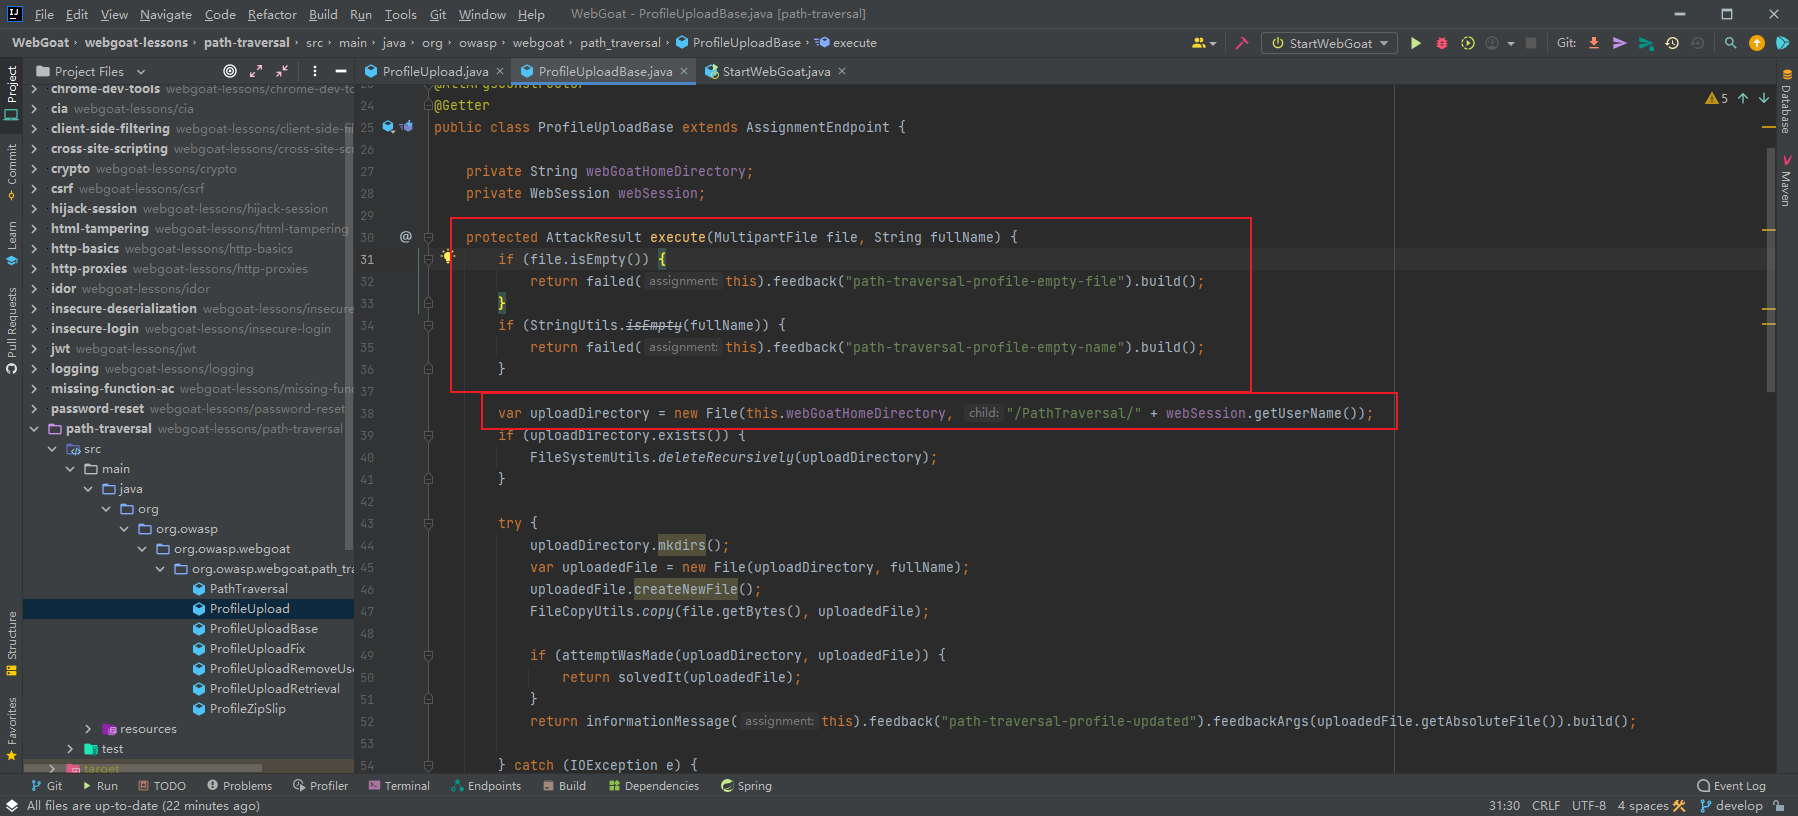 File Edit View Navigate Code Refactor Build Run Tools Git Window Help WebGoat - ProfileUploadBase.java [path-traversal]
WebGoat › webgoat-lessons › path-traversal › src › main › java › org › owasp › webgoat › path_traversal › ProfileUploadBase › execute
StartWebGoat
Git:
Project Files
ProfileUpload.java
ProfileUploadBase.java
StartWebGoat.java
Project
Commit
Learn
Pull Requests
Structure
Favorites
chrome-dev-tools webgoat-lessons/chrome-dev-to
cia webgoat-lessons/cia
client-side-filtering webgoat-lessons/client-side-fil
cross-site-scripting webgoat-lessons/cross-site-scr
crypto webgoat-lessons/crypto
csrf webgoat-lessons/csrf
hijack-session webgoat-lessons/hijack-session
html-tampering webgoat-lessons/html-tampering
http-basics webgoat-lessons/http-basics
http-proxies webgoat-lessons/http-proxies
idor webgoat-lessons/idor
insecure-deserialization webgoat-lessons/insecure
insecure-login webgoat-lessons/insecure-login
jwt webgoat-lessons/jwt
logging webgoat-lessons/logging
missing-function-ac webgoat-lessons/missing-fun
password-reset webgoat-lessons/password-reset
path-traversal webgoat-lessons/path-traversal
src
main
java
org
org.owasp
org.owasp.webgoat
org.owasp.webgoat.path_tra
PathTraversal
ProfileUpload
ProfileUploadBase
ProfileUploadFix
ProfileUploadRemoveUse
ProfileUploadRetrieval
ProfileZipSlip
resources
test
target
23 @AllArgsConstructor
24 @Getter
25 public class ProfileUploadBase extends AssignmentEndpoint {
26
27 private String webGoatHomeDirectory;
28 private WebSession webSession;
29
30 @ protected AttackResult execute(MultipartFile file, String fullName) {
31 if (file.isEmpty()) {
32 return failed( assignment: this).feedback("path-traversal-profile-empty-file").build();
33 }
34 if (StringUtils.isEmpty(fullName)) {
35 return failed( assignment: this).feedback("path-traversal-profile-empty-name").build();
36 }
37
38 var uploadDirectory = new File(this.webGoatHomeDirectory, child: "/PathTraversal/" + webSession.getUserName());
39 if (uploadDirectory.exists()) {
40 FileSystemUtils.deleteRecursively(uploadDirectory);
41 }
42
43 try {
44 uploadDirectory.mkdirs();
45 var uploadedFile = new File(uploadDirectory, fullName);
46 uploadedFile.createNewFile();
47 FileCopyUtils.copy(file.getBytes(), uploadedFile);
48
49 if (attemptWasMade(uploadDirectory, uploadedFile)) {
50 return solvedIt(uploadedFile);
51 }
52 return informationMessage( assignment: this).feedback("path-traversal-profile-updated").feedbackArgs(uploadedFile.getAbsoluteFile()).build();
53
54 } catch (IOException e) {
5
Database
Maven
Git Run TODO Problems Profiler Terminal Endpoints Build Dependencies Spring Event Log
All files are up-to-date (22 minutes ago) 31:30 CRLF UTF-8 4 spaces develop